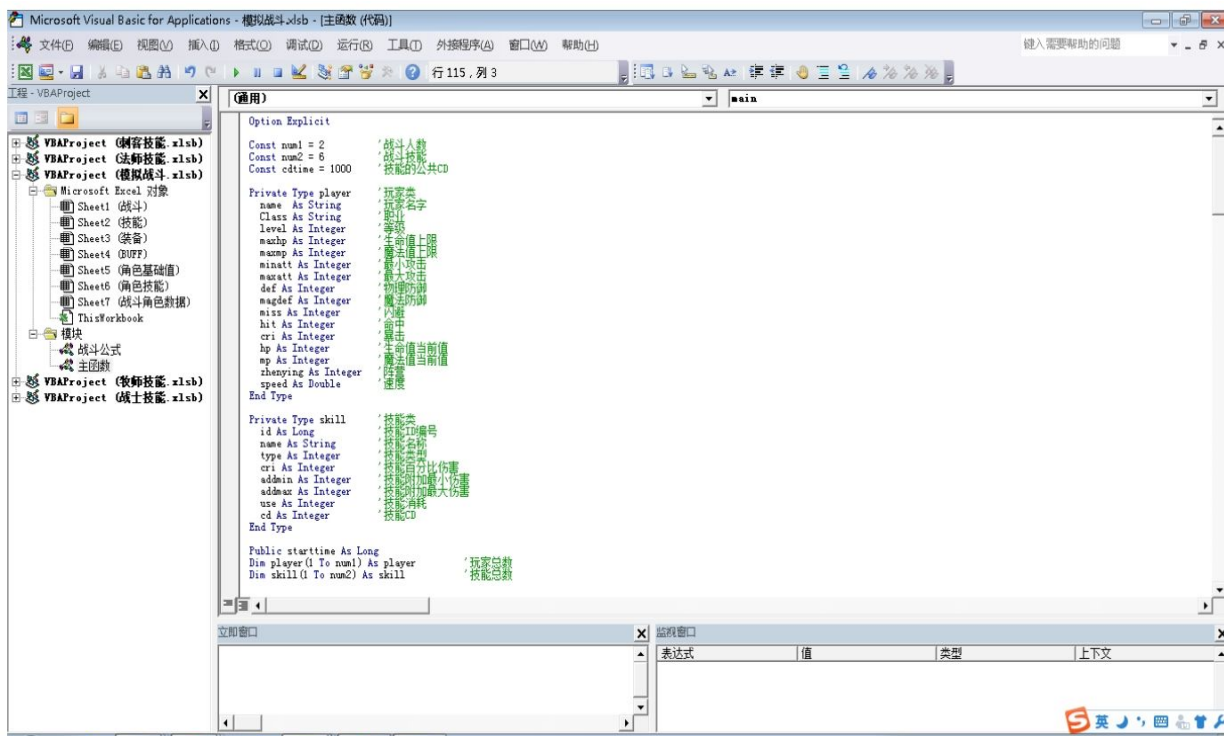 Microsoft Visual Basic for Applications - 模拟战斗.xlsb - [主函数 (代码)]
文件(F) 编辑(E) 视图(V) 插入(I) 格式(O) 调试(D) 运行(R) 工具(T) 外接程序(A) 窗口(W) 帮助(H) 键入需要帮助的问题
行 115 , 列 3
工程 - VBAProject
(通用) main
VBAProject (刺客技能.xlsb)
VBAProject (法师技能.xlsb)
VBAProject (模拟战斗.xlsb)
Microsoft Excel 对象
Sheet1 (战斗)
Sheet2 (技能)
Sheet3 (装备)
Sheet4 (BUFF)
Sheet5 (角色基础值)
Sheet6 (角色技能)
Sheet7 (战斗角色数据)
ThisWorkbook
模块
战斗公式
主函数
VBAProject (牧师技能.xlsb)
VBAProject (战士技能.xlsb)
Option Explicit
Const num1 = 2 '战斗人数
Const num2 = 6 '战斗技能
Const cdtime = 1000 '技能的公共CD
Private Type player '玩家类
name As String '玩家名字
Class As String '职业
level As Integer '等级
maxhp As Integer '生命值上限
maxmp As Integer '魔法值上限
minatt As Integer '最小攻击
maxatt As Integer '最大攻击
def As Integer '物理防御
magdef As Integer '魔法防御
miss As Integer '闪避
hit As Integer '命中
cri As Integer '暴击
hp As Integer '生命值当前值
mp As Integer '魔法值当前值
zhenying As Integer '阵营
speed As Double '速度
End Type
Private Type skill '技能类
id As Long '技能ID编号
name As String '技能名称
type As Integer '技能类型
cri As Integer '技能百分比伤害
addmin As Integer '技能附加最小伤害
addmax As Integer '技能附加最大伤害
use As Integer '技能消耗
cd As Integer '技能CD
End Type
Public starttime As Long
Dim player(1 To num1) As player '玩家总数
Dim skill(1 To num2) As skill '技能总数
立即窗口
监视窗口
表达式 值 类型 上下文
英